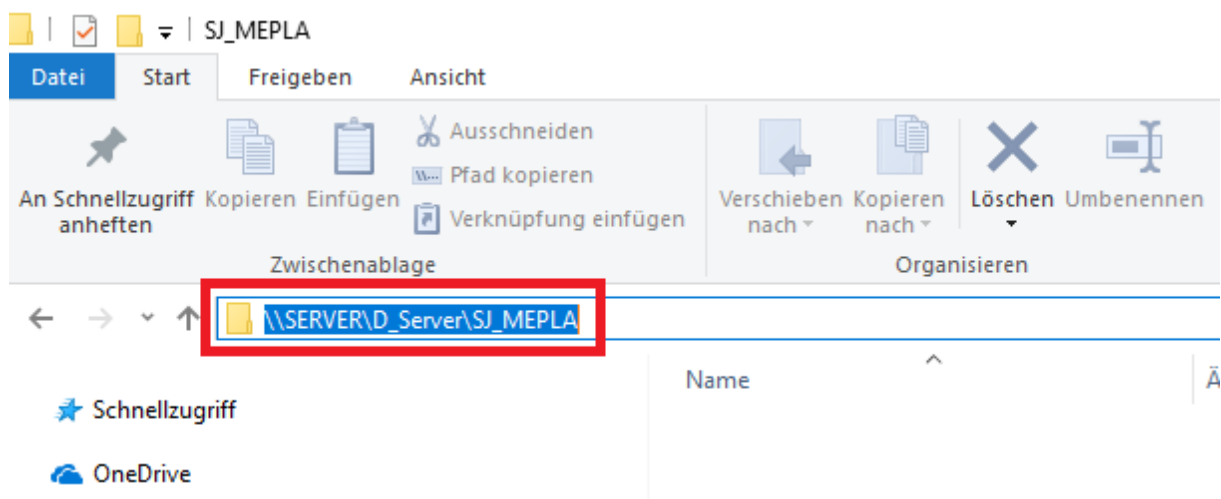 SJ_MEPLA
Datei Start Freigeben Ansicht
An Schnellzugriff anheften
Kopieren
Einfügen
Ausschneiden
Pfad kopieren
Verknüpfung einfügen
Zwischenablage
Verschieben nach
Kopieren nach
Löschen
Umbenennen
Organisieren
\\SERVER\D_Server\SJ_MEPLA
Schnellzugriff
OneDrive
Name